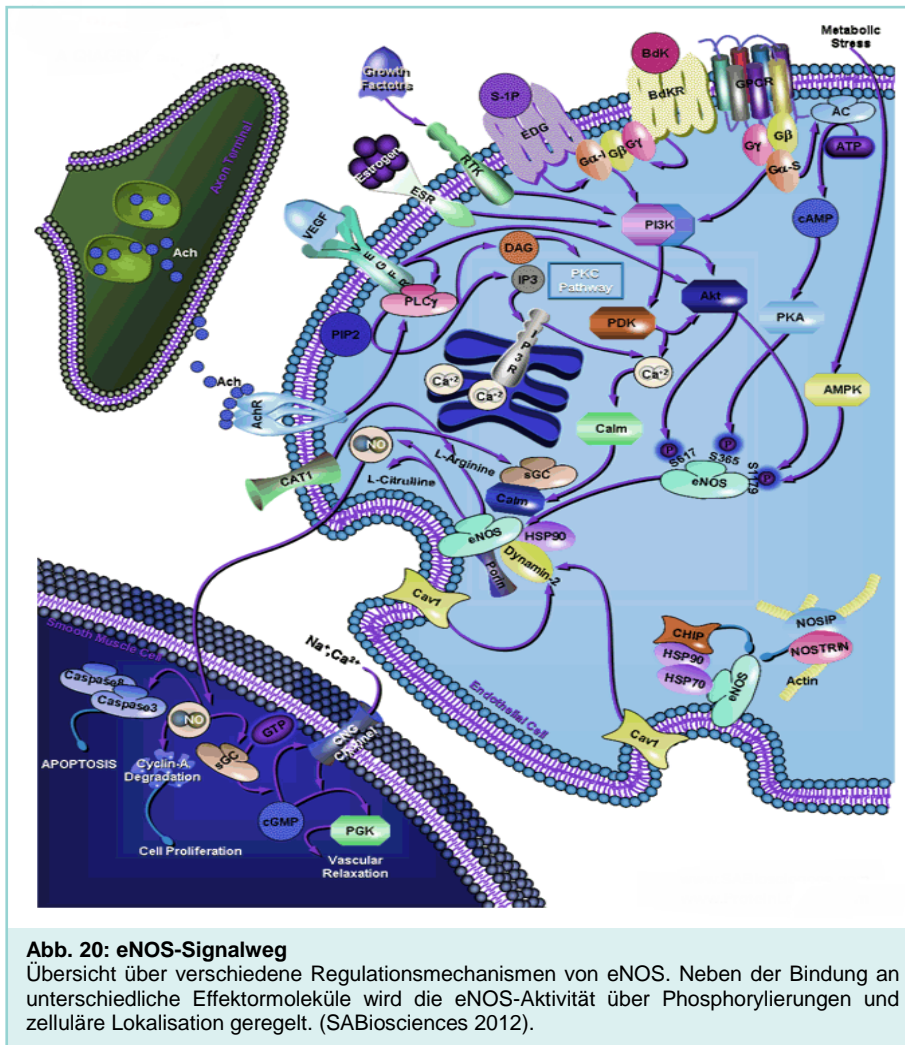 Metabolic
Stress
Growth
Factotrs
S-1P
EDG
BdK
BdKR
GPCR
AC
ATP
Gα-I
Gβ
Gγ
Gγ
Gβ
Gα-S
cAMP
PKA
AMPK
Axon Terminal
Ach
Ach
AchR
Estrogen
ESR
RTK
VEGF
VEGFR
PLCγ
PIP2
DAG
IP3
PKC
Pathway
PI3K
Akt
PDK
IP3R
Ca+2
Ca+2
Ca+2
Calm
P
P
P
S617
S365
S1179
eNOS
CAT1
NO
L-Arginine
L-Citrulline
sGC
Calm
eNOS
HSP90
Dynamin-2
Porin
Cav1
Cav1
Endothelial Cell
CHIP
HSP90
HSP70
eNOS
NOSIP
NOSTRIN
Actin
Smooth Muscle Cell
Na+,Ca2+
CNG
Channel
Caspase8
Caspase3
NO
GTP
sGC
APOPTOSIS
Cyclin-A
Degradation
cGMP
PGK
Cell Proliferation
Vascular
Relaxation
Abb. 20: eNOS-Signalweg
Übersicht über verschiedene Regulationsmechanismen von eNOS. Neben der Bindung an
unterschiedliche Effektormoleküle wird die eNOS-Aktivität über Phosphorylierungen und
zelluläre Lokalisation geregelt. (SABiosciences 2012).